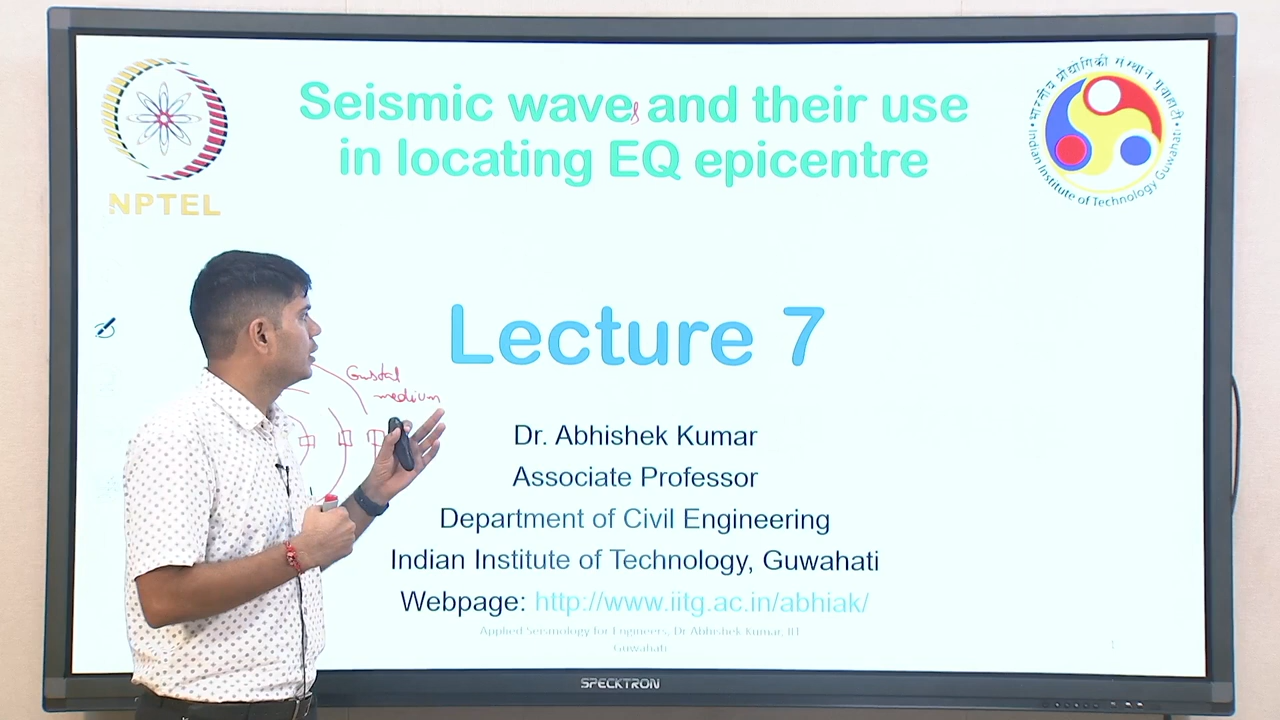 Seismic waves and their use
in locating EQ epicentre
NPTEL
भारतीय प्रौद्योगिकी संस्थान गुवाहाटी
Indian Institute of Technology Guwahati
Lecture 7
Crustal
medium
Dr. Abhishek Kumar
Associate Professor
Department of Civil Engineering
Indian Institute of Technology, Guwahati
Webpage: http://www.iitg.ac.in/abhiak/
Applied Seismology for Engineers, Dr Abhishek Kumar, IIT
Guwahati
1
SPECKTRON